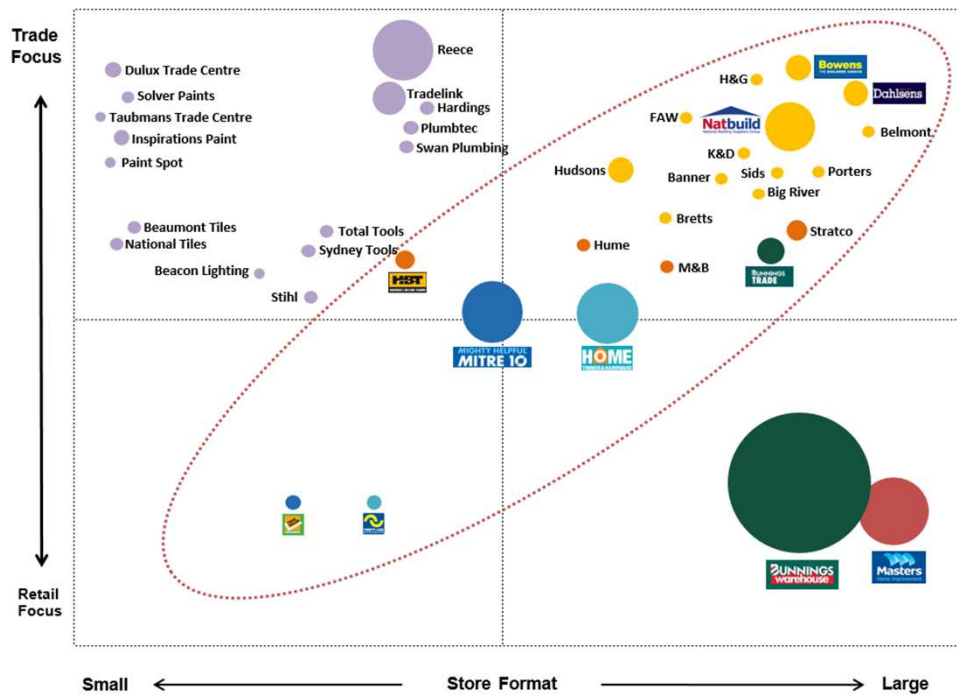 Trade
Focus
Reece
Dulux Trade Centre
Solver Paints
Taubmans Trade Centre
Inspirations Paint
Paint Spot
Tradelink
Hardings
Plumbtec
Swan Plumbing
H&G
Bowens
Dahlsens
FAW
Natbuild
Belmont
K&D
Hudsons
Banner
Sids
Porters
Big River
Bretts
Stratco
Beaumont Tiles
National Tiles
Total Tools
Sydney Tools
Beacon Lighting
Stihl
HBT
Hume
M&B
BUNNINGS
TRADE
MIGHTY HELPFUL
MITRE 10
HOME
TIMBER & HARDWARE
BUNNINGS
warehouse
Masters
Home Improvement
Retail
Focus
Small
Store Format
Large